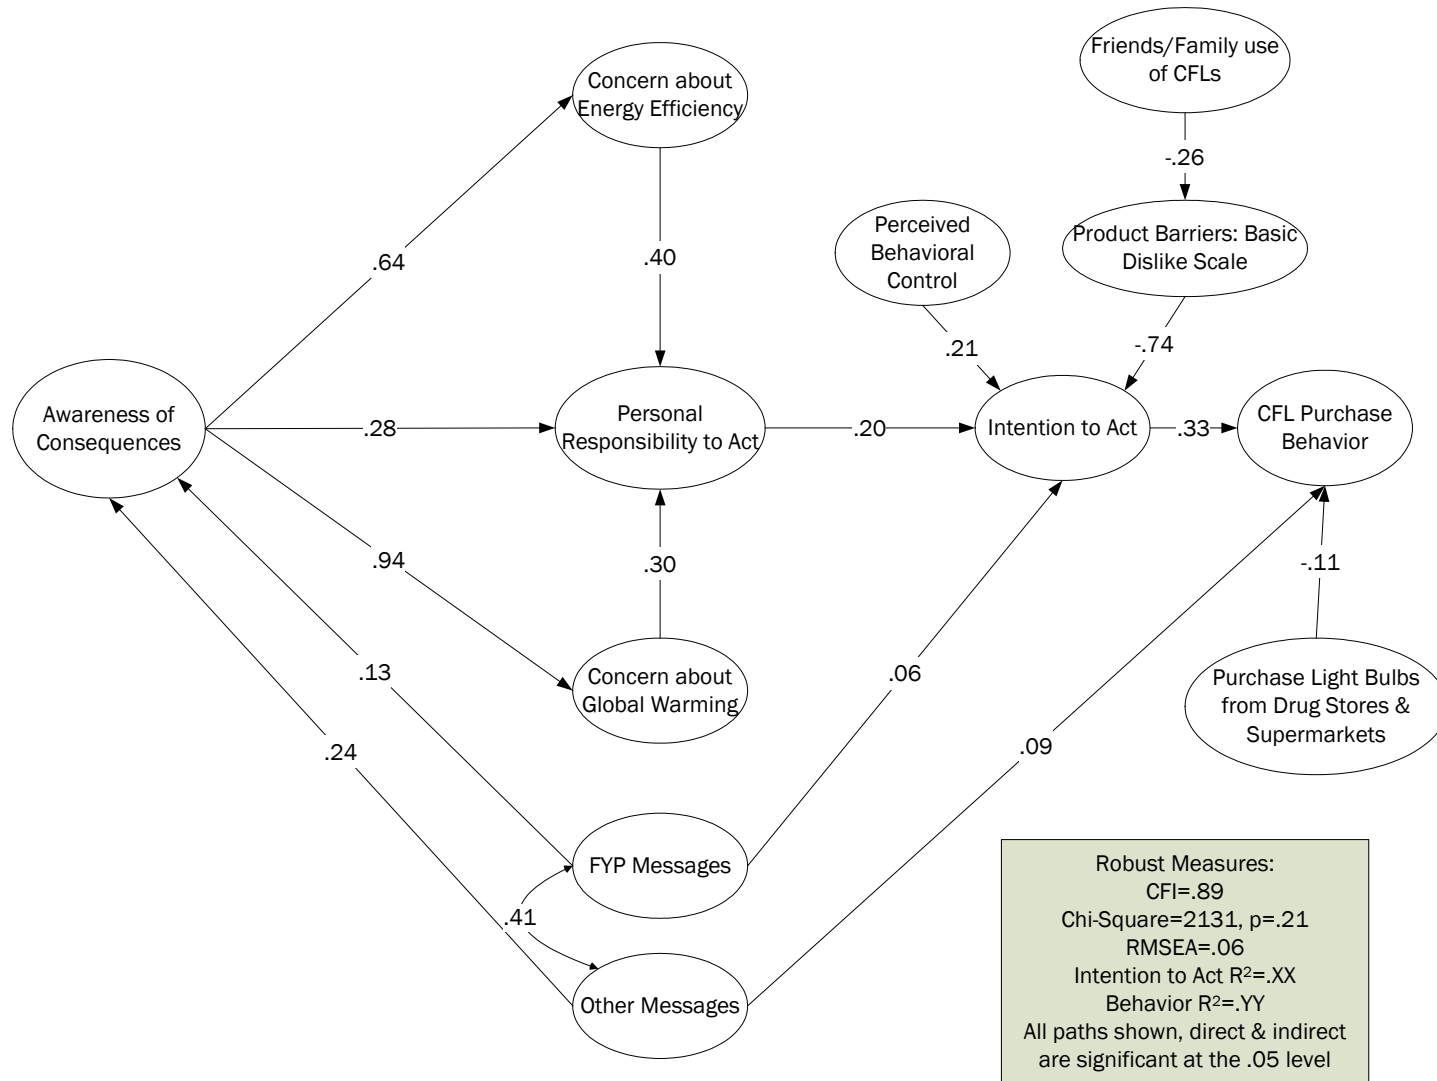 Friends/Family use
of CFLs
Concern about
Energy Efficiency
-.26
Perceived
Behavioral
Control
Product Barriers: Basic
Dislike Scale
.64
.40
.21
-.74
Awareness of
Consequences
.28
Personal
Responsibility to Act
.20
Intention to Act
.33
CFL Purchase
Behavior
.94
.30
-.11
Concern about
Global Warming
.13
.06
Purchase Light Bulbs
from Drug Stores &
Supermarkets
.24
.09
FYP Messages
.41
Other Messages
Robust Measures:
CFI=.89
Chi-Square=2131, p=.21
RMSEA=.06
Intention to Act R²=.XX
Behavior R²=.YY
All paths shown, direct & indirect
are significant at the .05 level